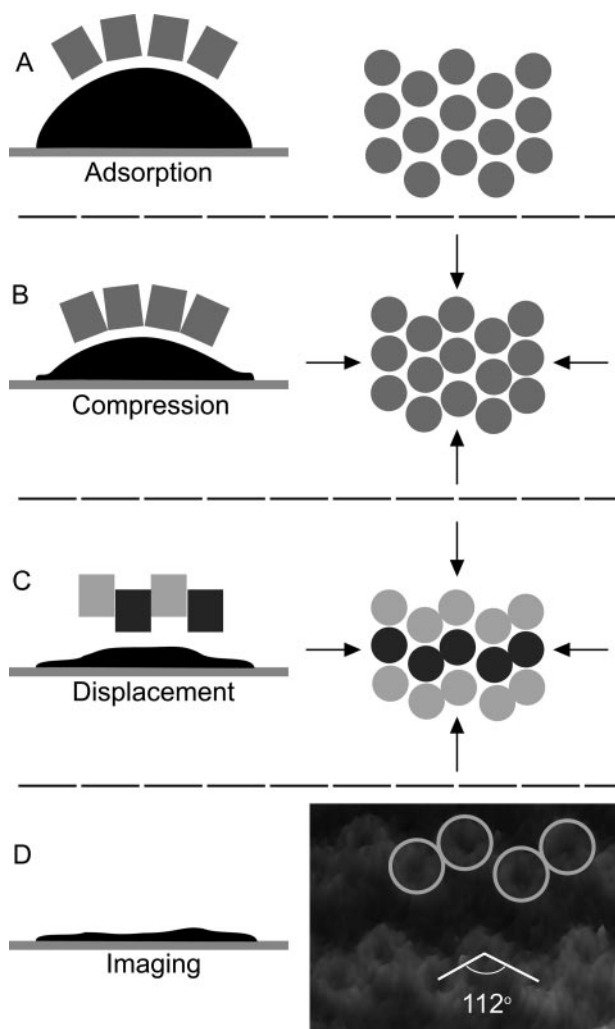 A
Adsorption
B
Compression
C
Displacement
D
Imaging
112°